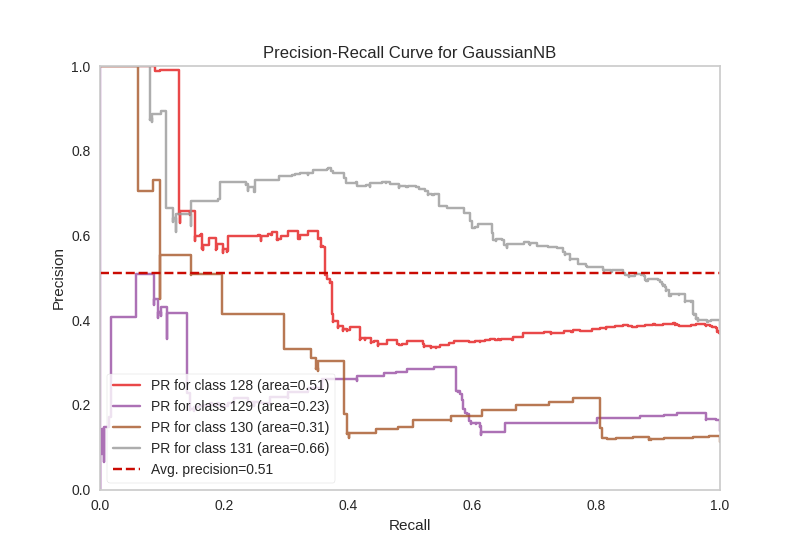 Precision-Recall Curve for GaussianNB
Precision
1.0
0.8
0.6
0.4
0.2
0.0
PR for class 128 (area=0.51)
PR for class 129 (area=0.23)
PR for class 130 (area=0.31)
PR for class 131 (area=0.66)
Avg. precision=0.51
0.0 0.2 0.4 0.6 0.8 1.0
Recall